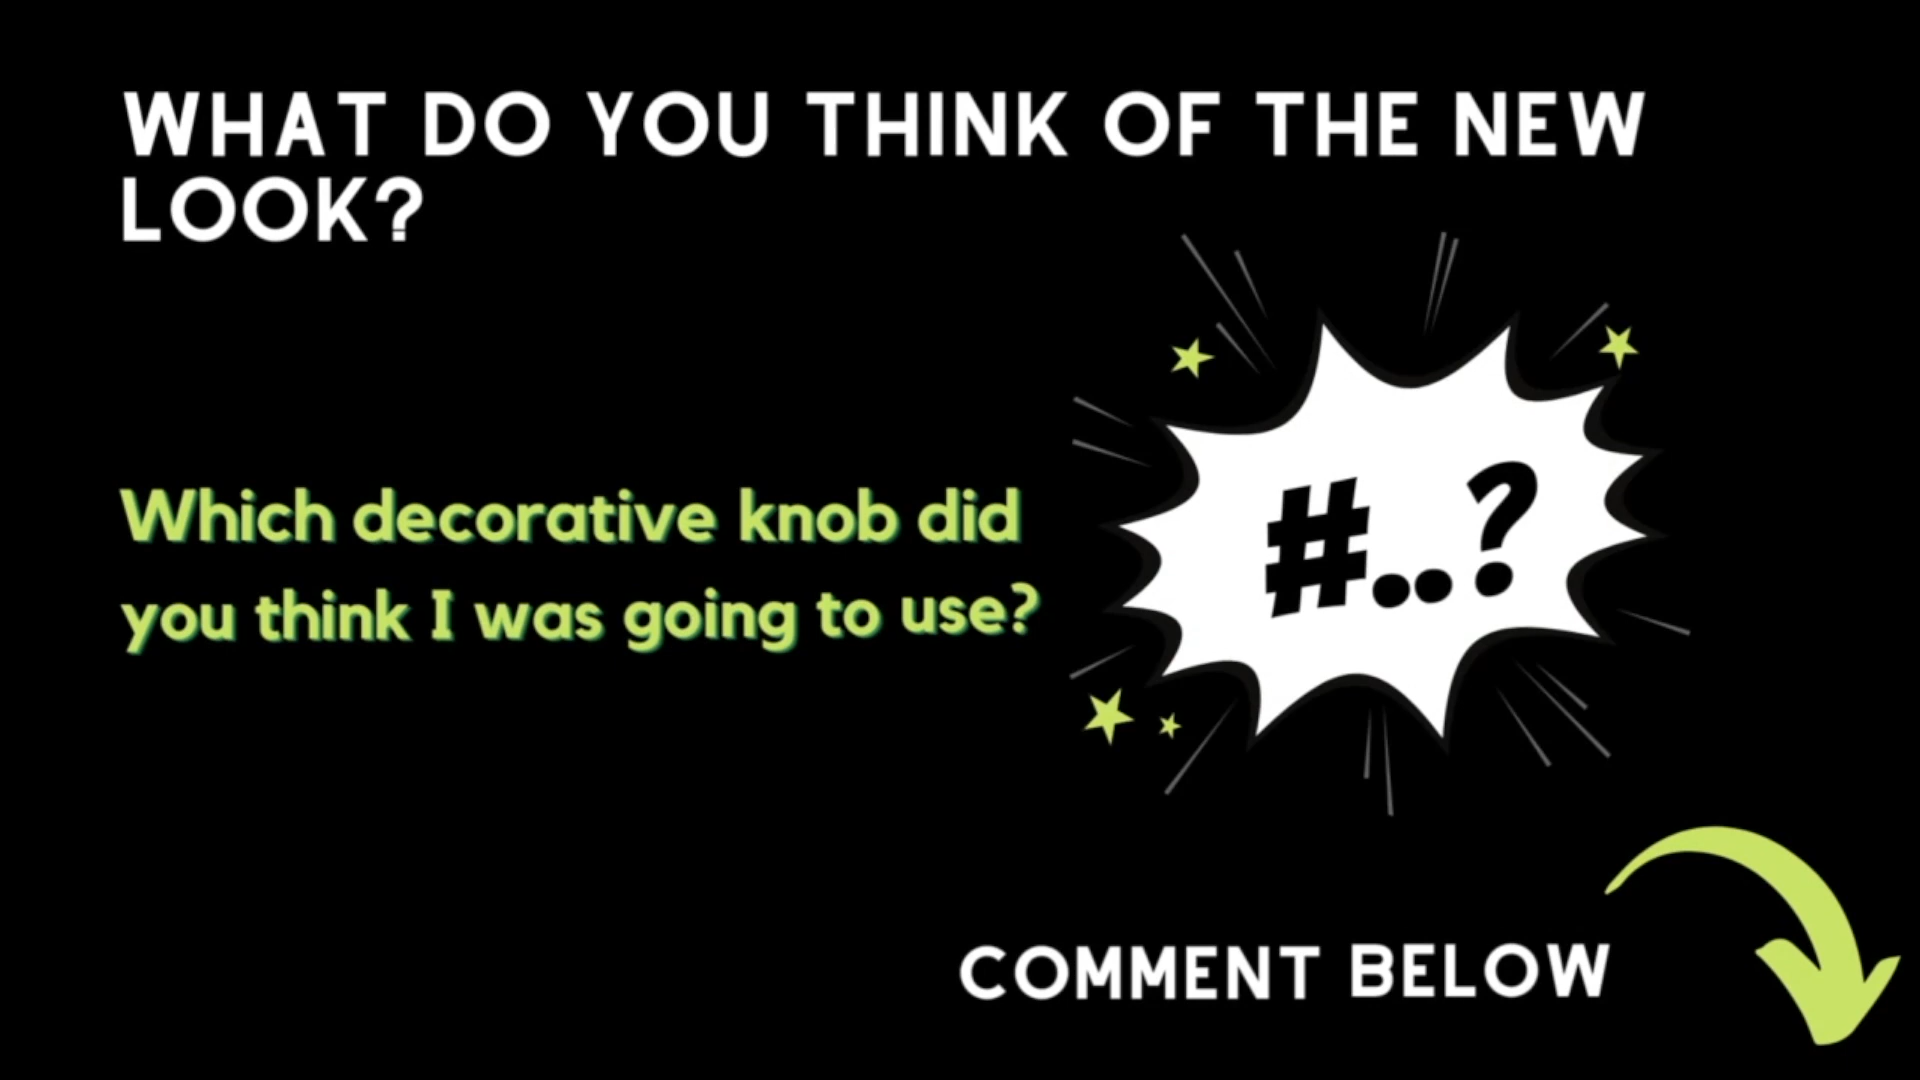 WHAT DO YOU THINK OF THE NEW
LOOK?
Which decorative knob did
you think I was going to use?
#..?
COMMENT BELOW